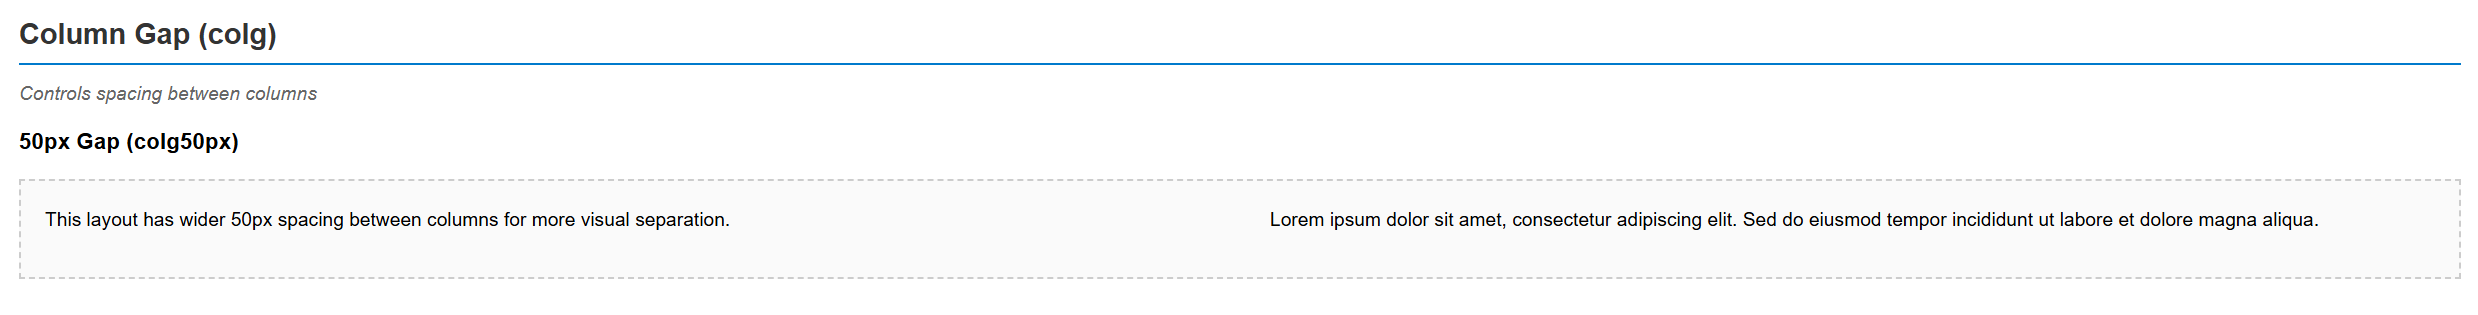 Column Gap (colg)
Controls spacing between columns
50px Gap (colg50px)
This layout has wider 50px spacing between columns for more visual separation.
Lorem ipsum dolor sit amet, consectetur adipiscing elit. Sed do eiusmod tempor incididunt ut labore et dolore magna aliqua.